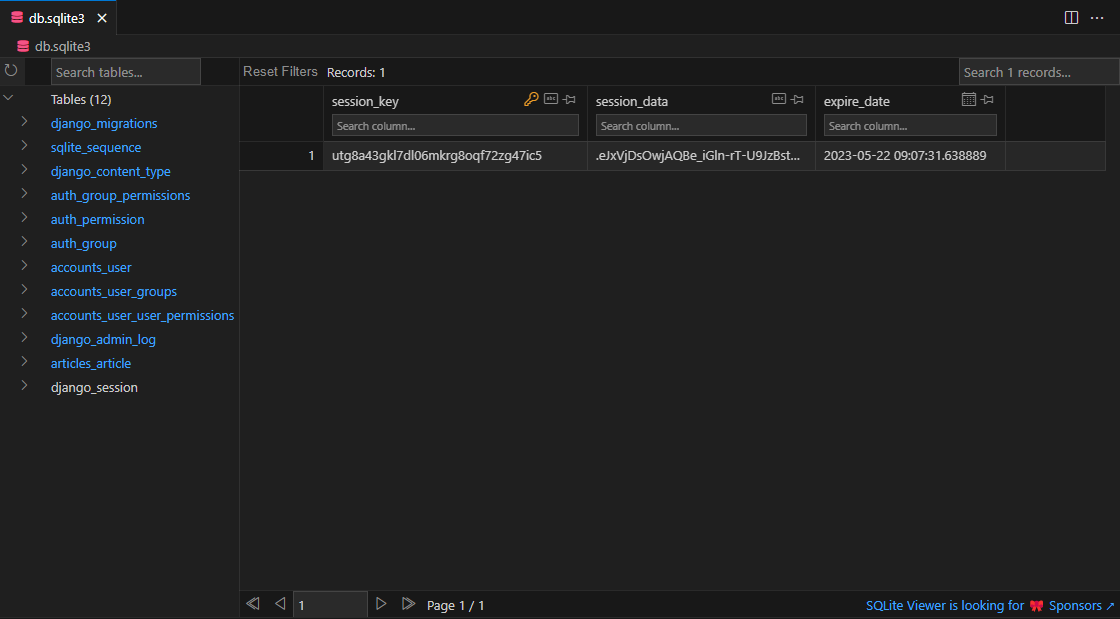 db.sqlite3
db.sqlite3
Search tables...
Reset Filters Records: 1
Search 1 records...
Tables (12)
django_migrations
sqlite_sequence
django_content_type
auth_group_permissions
auth_permission
auth_group
accounts_user
accounts_user_groups
accounts_user_user_permissions
django_admin_log
articles_article
django_session
session_key abc session_data abc expire_date
Search column... Search column... Search column...
1 utg8a43gkl7dl06mkrg8oqf72zg47ic5 .eJxVjDsOwjAQBe_iGln-rT-U9JzBst... 2023-05-22 09:07:31.638889
1 Page 1 / 1
SQLite Viewer is looking for 🎀 Sponsors ↗